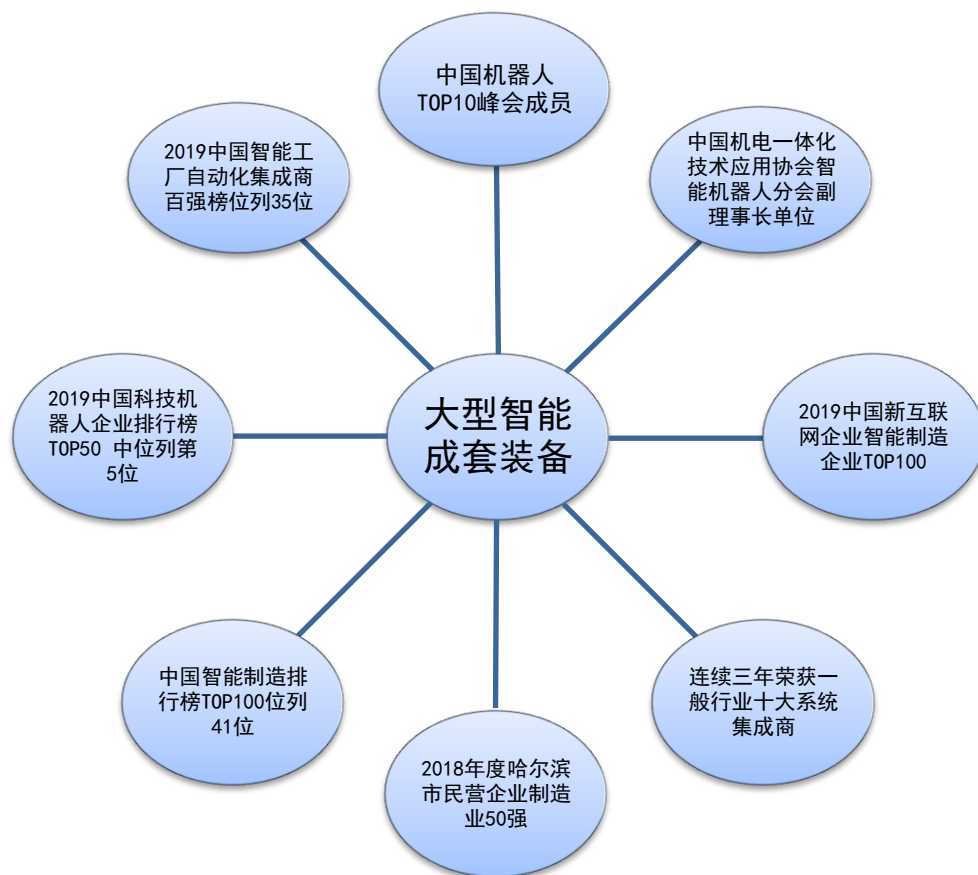 中国机器人
TOP10峰会成员
2019中国智能工
厂自动化集成商
百强榜位列35位
中国机电一体化
技术应用协会智
能机器人分会副
理事长单位
2019中国科技机
器人企业排行榜
TOP50 中位列第
5位
大型智能
成套装备
2019中国新互联
网企业智能制造
企业TOP100
中国智能制造排
行榜TOP100位列
41位
连续三年荣获一
般行业十大系统
集成商
2018年度哈尔滨
市民营企业制造
业50强